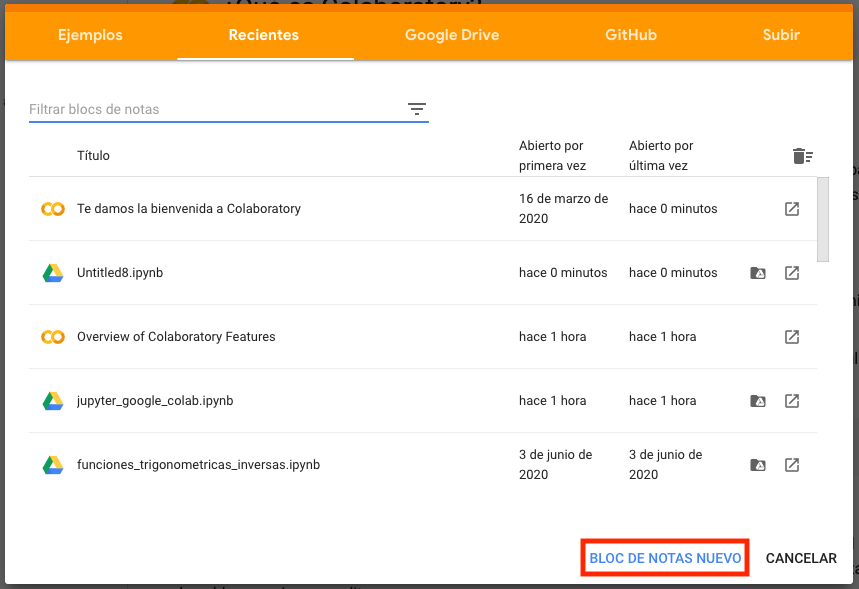 ¿Qué es Colaboratory?
Ejemplos
Recientes
Google Drive
GitHub
Subir
Filtrar blocs de notas
Título
Abierto por
primera vez
Abierto por
última vez
Te damos la bienvenida a Colaboratory
16 de marzo de
2020
hace 0 minutos
Untitled8.ipynb
hace 0 minutos
hace 0 minutos
Overview of Colaboratory Features
hace 1 hora
hace 1 hora
jupyter_google_colab.ipynb
hace 1 hora
hace 1 hora
funciones_trigonometricas_inversas.ipynb
3 de junio de
2020
3 de junio de
2020
BLOC DE NOTAS NUEVO
CANCELAR